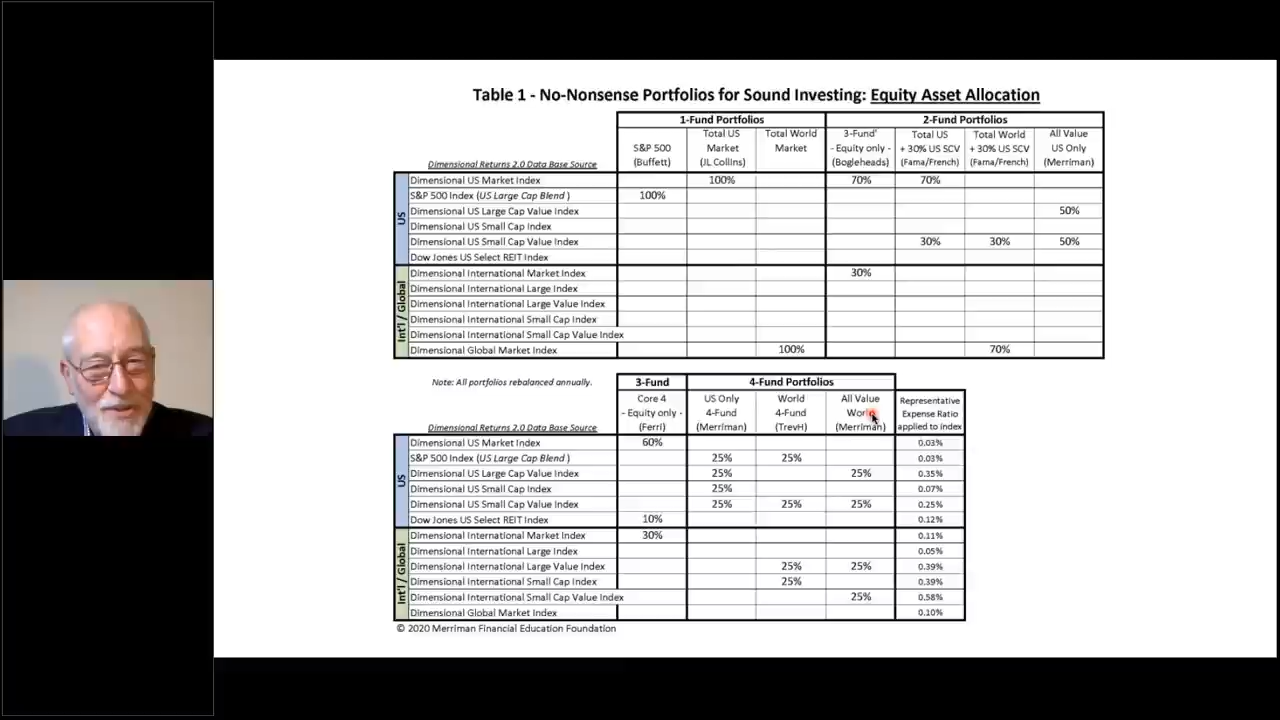 Table 1 - No-Nonsense Portfolios for Sound Investing: Equity Asset Allocation
1-Fund Portfolios 2-Fund Portfolios
Total US Total World 3-Fund' Total US Total World All Value
S&P 500 Market Market - Equity only - + 30% US SCV + 30% US SCV US Only
Dimensional Returns 2.0 Data Base Source (Buffett) (JL Collins) (Bogleheads) (Fama/French) (Fama/French) (Merriman)
US
Dimensional US Market Index 100% 70% 70%
S&P 500 Index (US Large Cap Blend ) 100%
Dimensional US Large Cap Value Index 50%
Dimensional US Small Cap Index
Dimensional US Small Cap Value Index 30% 30% 50%
Dow Jones US Select REIT Index
Int'l / Global
Dimensional International Market Index 30%
Dimensional International Large Index
Dimensional International Large Value Index
Dimensional International Small Cap Index
Dimensional International Small Cap Value Index
Dimensional Global Market Index 100% 70%
Note: All portfolios rebalanced annually. 3-Fund 4-Fund Portfolios
Core 4 US Only World All Value Representative
- Equity only - 4-Fund 4-Fund World Expense Ratio
Dimensional Returns 2.0 Data Base Source (Ferri) (Merriman) (TrevH) (Merriman) applied to index
US
Dimensional US Market Index 60% 0.03%
S&P 500 Index (US Large Cap Blend ) 25% 25% 0.03%
Dimensional US Large Cap Value Index 25% 25% 0.35%
Dimensional US Small Cap Index 25% 0.07%
Dimensional US Small Cap Value Index 25% 25% 25% 0.25%
Dow Jones US Select REIT Index 10% 0.12%
Int'l / Global
Dimensional International Market Index 30% 0.11%
Dimensional International Large Index 0.05%
Dimensional International Large Value Index 25% 25% 0.39%
Dimensional International Small Cap Index 25% 0.39%
Dimensional International Small Cap Value Index 25% 0.58%
Dimensional Global Market Index 0.10%
© 2020 Merriman Financial Education Foundation